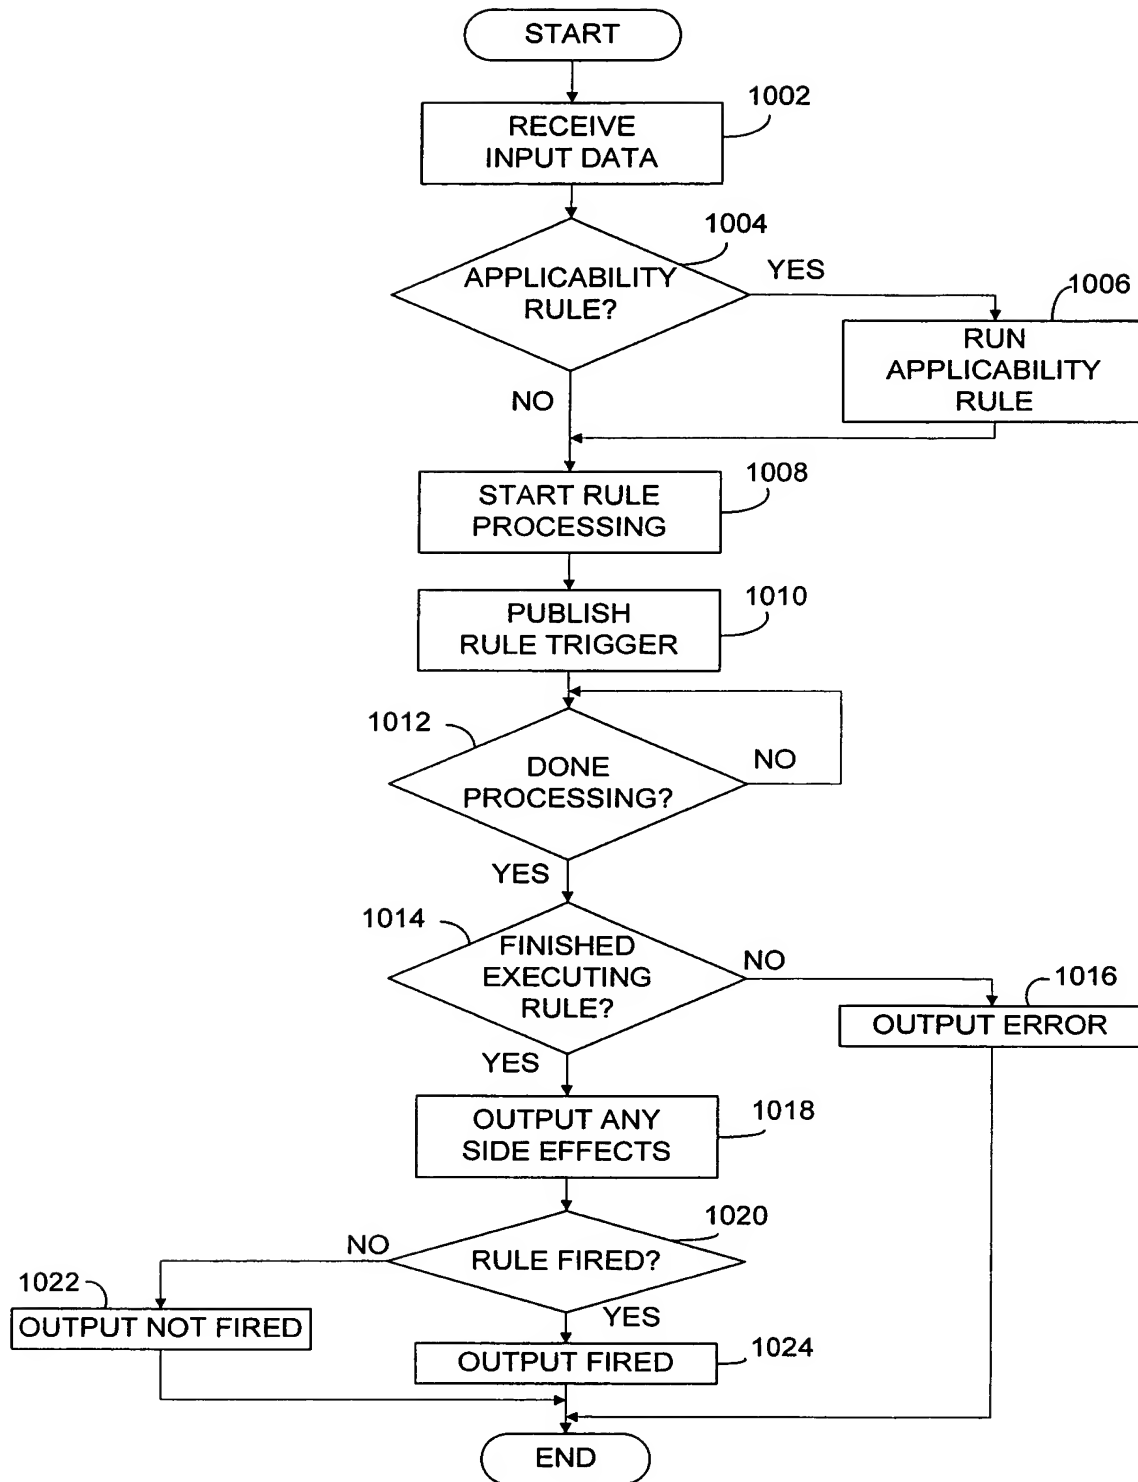 START
1002
RECEIVE
INPUT DATA
1004
APPLICABILITY
RULE?
YES
1006
RUN
APPLICABILITY
RULE
NO
1008
START RULE
PROCESSING
1010
PUBLISH
RULE TRIGGER
1012
DONE
PROCESSING?
NO
YES
1014
FINISHED
EXECUTING
RULE?
NO
1016
OUTPUT ERROR
YES
1018
OUTPUT ANY
SIDE EFFECTS
1020
RULE FIRED?
NO
1022
OUTPUT NOT FIRED
YES
1024
OUTPUT FIRED
END